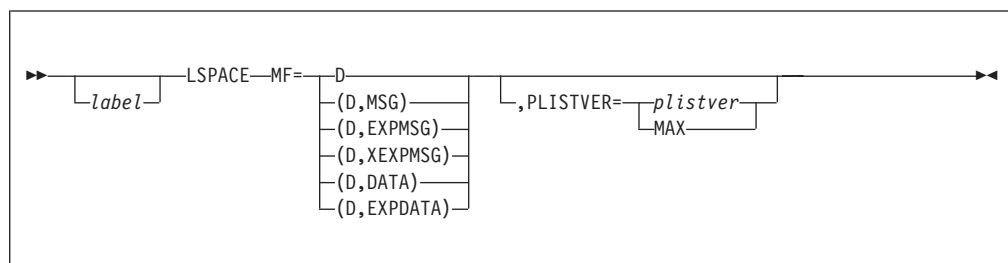 LSPACE MF= D
label ,PLISTVER= plistver
(D,MSG) MAX
(D,EXPMSG)
(D,XEXPMSG)
(D,DATA)
(D,EXPDATA)